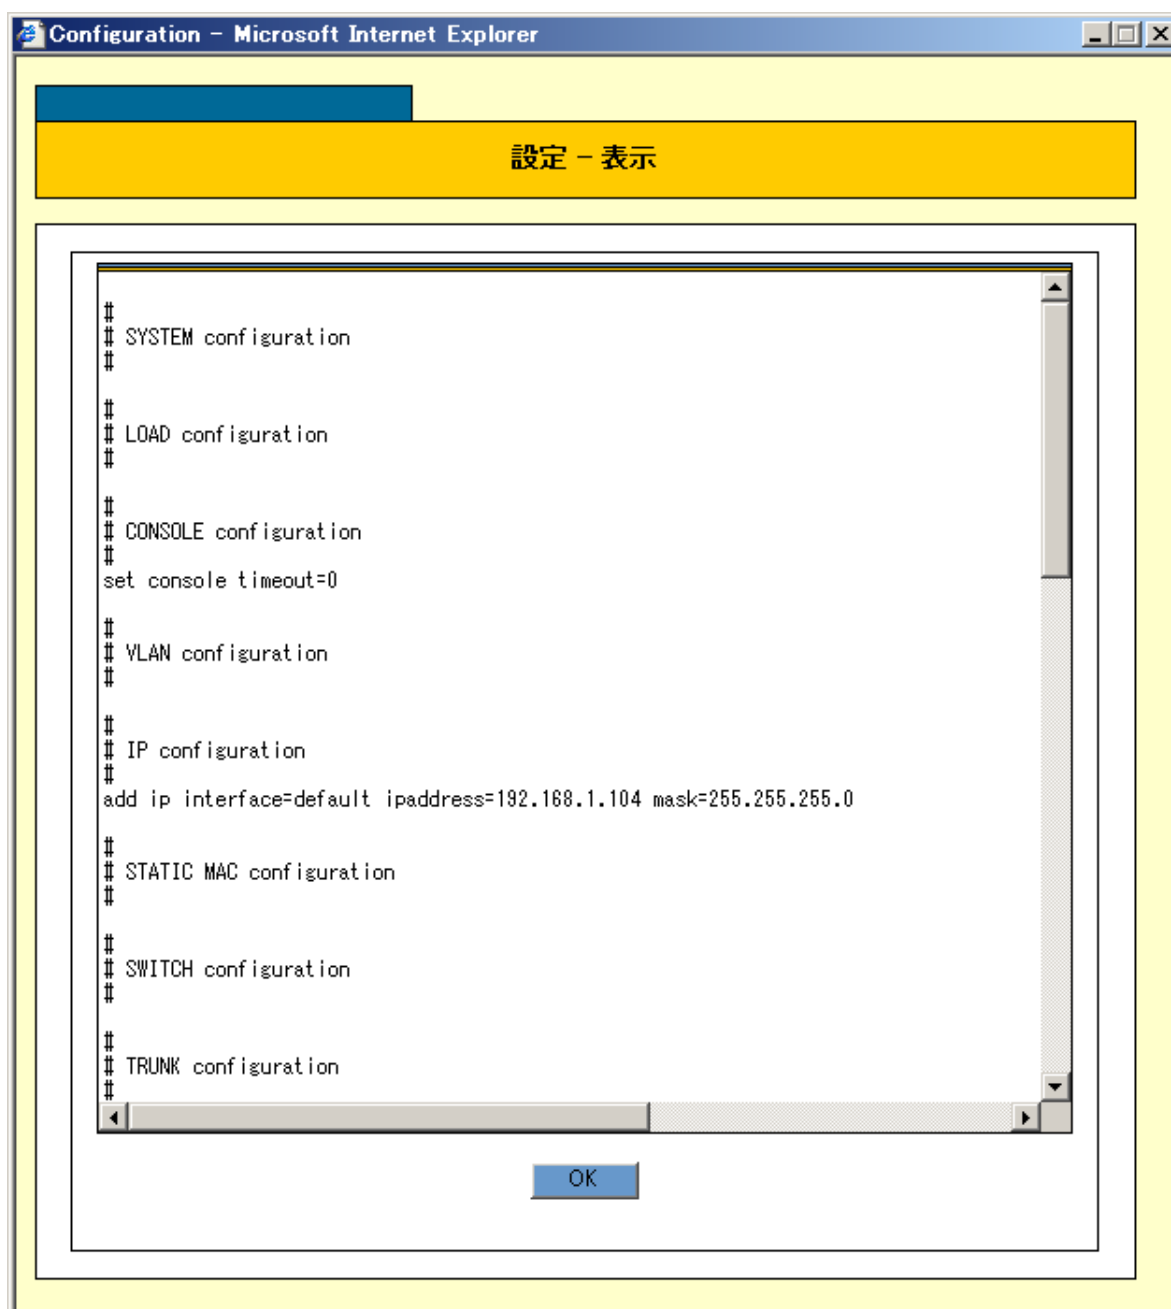 Configuration - Microsoft Internet Explorer
設定 − 表示
#
# SYSTEM configuration
#
#
# LOAD configuration
#
#
# CONSOLE configuration
#
set console timeout=0
#
# VLAN configuration
#
#
# IP configuration
#
add ip interface=default ipaddress=192.168.1.104 mask=255.255.255.0
#
# STATIC MAC configuration
#
#
# SWITCH configuration
#
#
# TRUNK configuration
#
OK